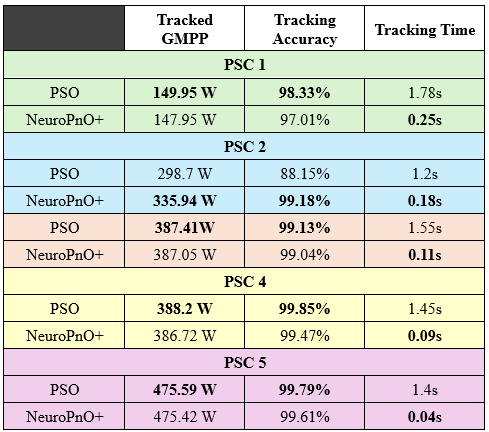 Tracked GMPP Tracking Accuracy Tracking Time
PSC 1
PSO 149.95 W 98.33% 1.78s
NeuroPnO+ 147.95 W 97.01% 0.25s
PSC 2
PSO 298.7 W 88.15% 1.2s
NeuroPnO+ 335.94 W 99.18% 0.18s
PSO 387.41W 99.13% 1.55s
NeuroPnO+ 387.05 W 99.04% 0.11s
PSC 4
PSO 388.2 W 99.85% 1.45s
NeuroPnO+ 386.72 W 99.47% 0.09s
PSC 5
PSO 475.59 W 99.79% 1.4s
NeuroPnO+ 475.42 W 99.61% 0.04s